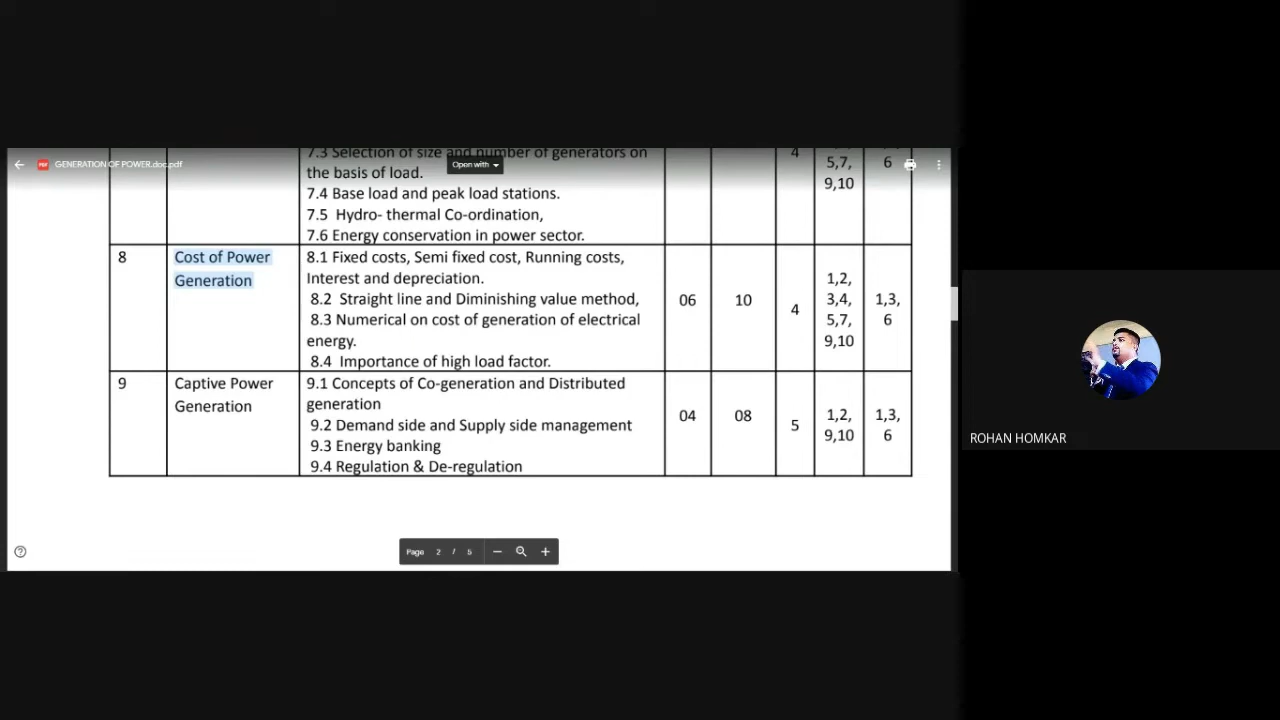 GENERATION OF POWER.doc.pdf
Open with
7.3 Selection of size and number of generators on
the basis of load.
7.4 Base load and peak load stations.
7.5 Hydro- thermal Co-ordination,
7.6 Energy conservation in power sector.
4
5,7,
9,10
6
8
Cost of Power
Generation
8.1 Fixed costs, Semi fixed cost, Running costs,
Interest and depreciation.
8.2 Straight line and Diminishing value method,
8.3 Numerical on cost of generation of electrical
energy.
8.4 Importance of high load factor.
06
10
4
1,2,
3,4,
5,7,
9,10
1,3,
6
9
Captive Power
Generation
9.1 Concepts of Co-generation and Distributed
generation
9.2 Demand side and Supply side management
9.3 Energy banking
9.4 Regulation & De-regulation
04
08
5
1,2,
9,10
1,3,
6
Page 2 / 5
ROHAN HOMKAR